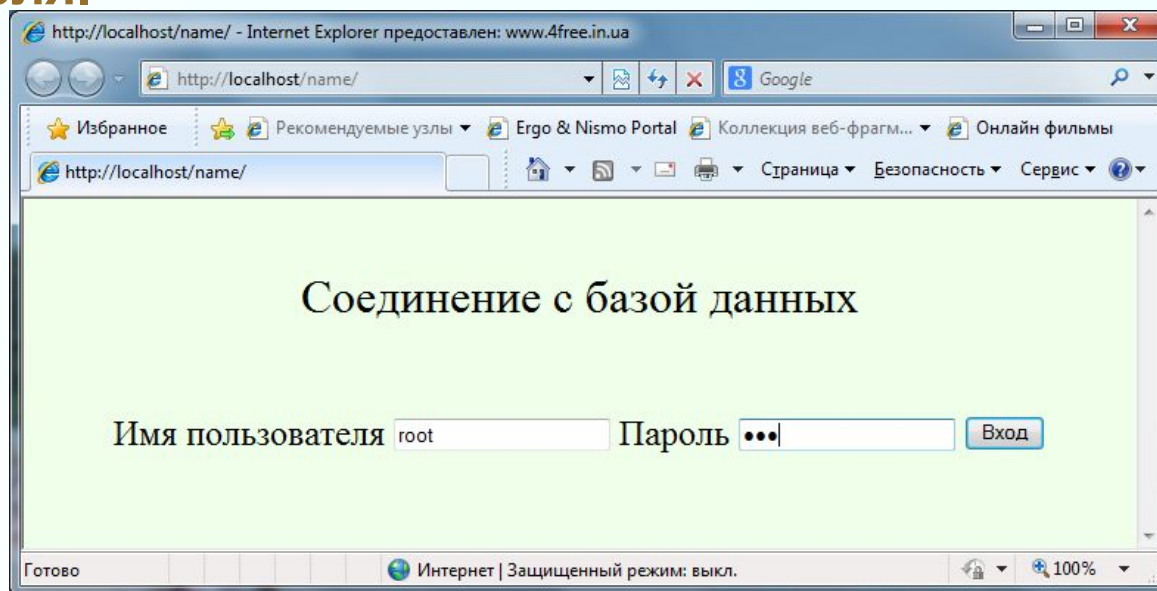 http://localhost/name/ - Internet Explorer предоставлен: www.4free.in.ua
http://localhost/name/ Google
Избранное Рекомендуемые узлы Ergo & Nismo Portal Коллекция веб-фрагм... Онлайн фильмы
http://localhost/name/ Страница Безопасность Сервис
Соединение с базой данных
Имя пользователя root Пароль ●●● Вход
Готово Интернет | Защищенный режим: выкл. 100%